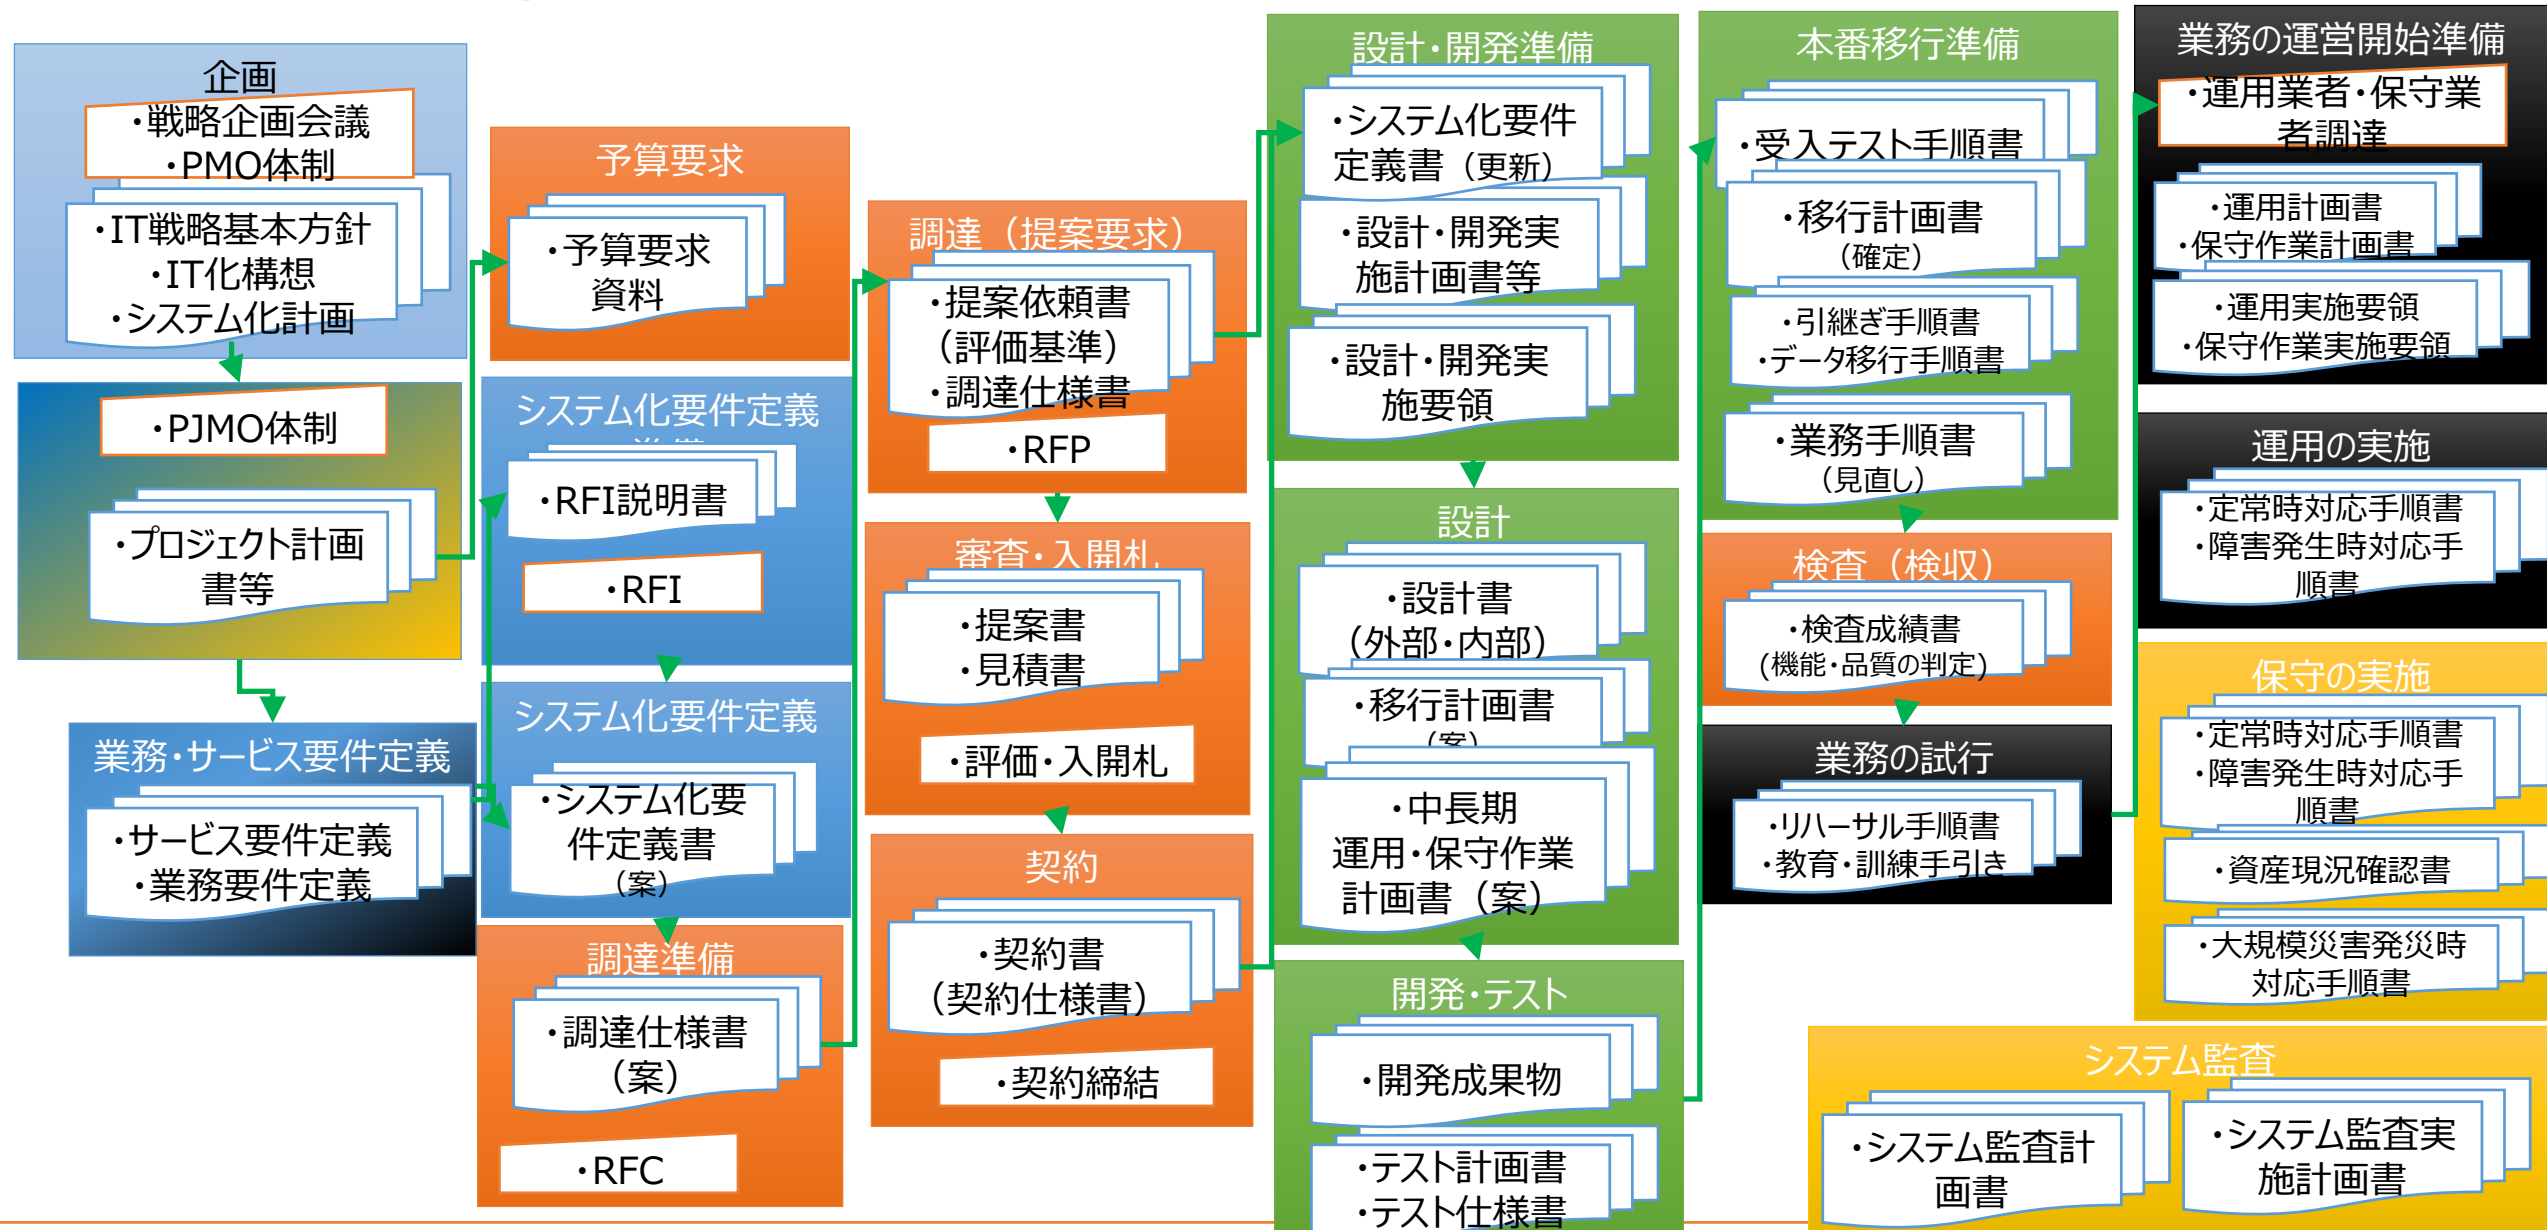 企画
・戦略企画会議
・PMO体制
・IT戦略基本方針
・IT化構想
・システム化計画
・PJMO体制
・プロジェクト計画
書等
業務・サービス要件定義
・サービス要件定義
・業務要件定義
予算要求
・予算要求
資料
システム化要件定義
・RFI説明書
・RFI
システム化要件定義
・システム化要
件定義書
（案）
調達準備
・調達仕様書
（案）
・RFC
調達（提案要求）
・提案依頼書
（評価基準）
・調達仕様書
・RFP
審査・入開札
・提案書
・見積書
・評価・入開札
契約
・契約書
（契約仕様書）
・契約締結
設計・開発準備
・システム化要件
定義書（更新）
・設計・開発実
施計画書等
・設計・開発実
施要領
設計
・設計書
（外部・内部）
・移行計画書
（案）
・中長期
運用・保守作業
計画書（案）
開発・テスト
・開発成果物
・テスト計画書
・テスト仕様書
本番移行準備
・受入テスト手順書
・移行計画書
（確定）
・引継ぎ手順書
・データ移行手順書
・業務手順書
（見直し）
検査（検収）
・検査成績書
（機能・品質の判定）
業務の試行
・リハーサル手順書
・教育・訓練手引き
業務の運営開始準備
・運用業者・保守業
者調達
・運用計画書
・保守作業計画書
・運用実施要領
・保守作業実施要領
運用の実施
・定常時対応手順書
・障害発生時対応手
順書
保守の実施
・定常時対応手順書
・障害発生時対応手
順書
・資産現況確認書
・大規模災害発災時
対応手順書
システム監査
・システム監査計
画書
・システム監査実
施計画書